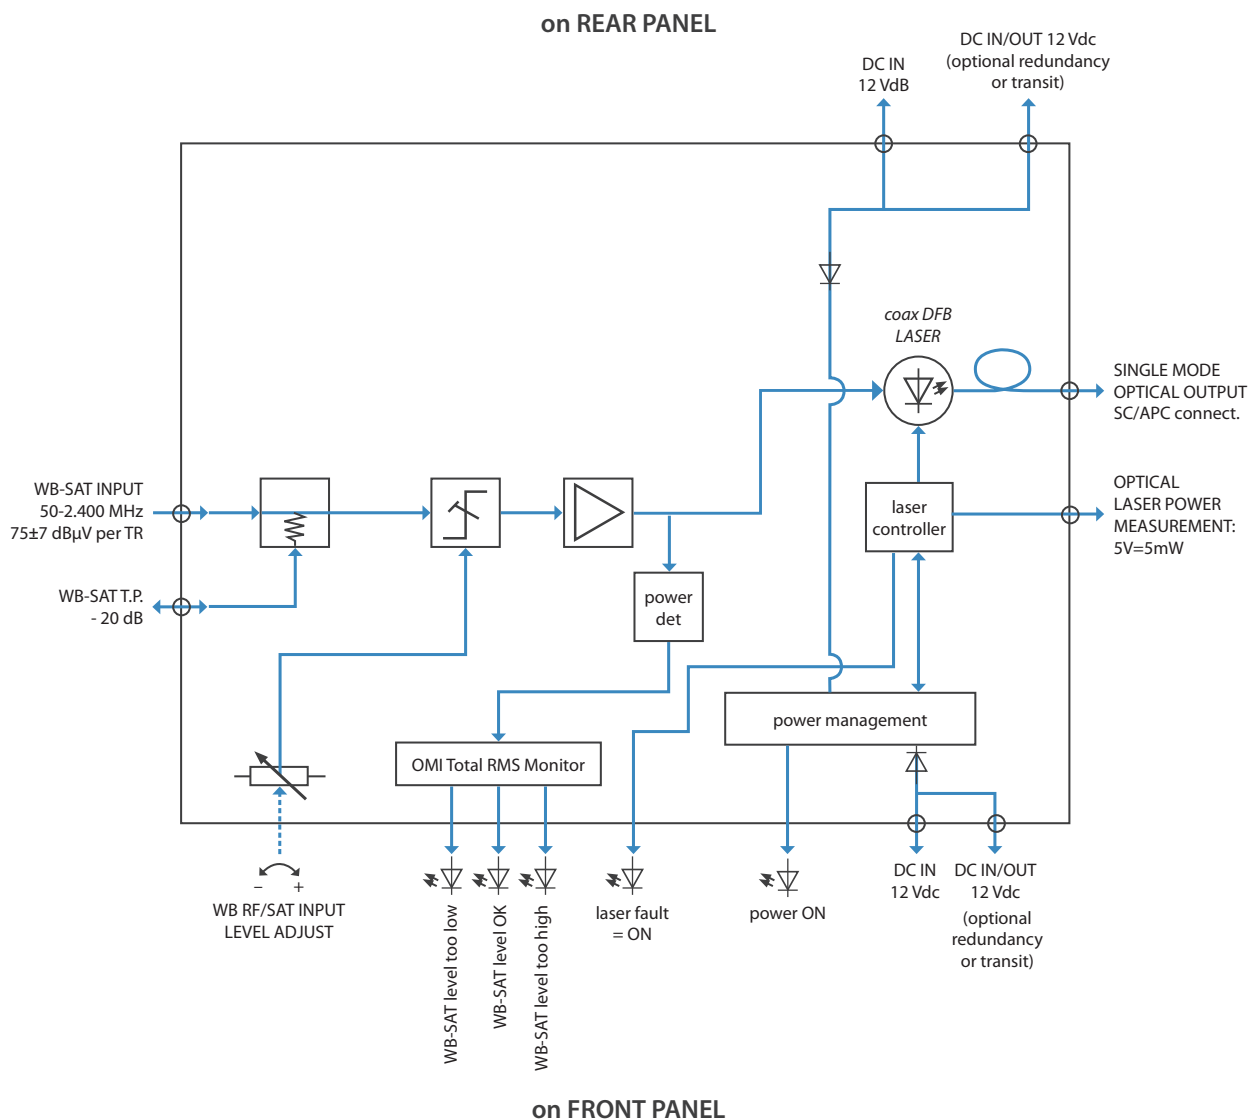 on REAR PANEL
DC IN/OUT 12 Vdc
(optional redundancy
or transit)
DC IN
12 VdB
coax DFB
LASER
SINGLE MODE
OPTICAL OUTPUT
SC/APC connect.
WB-SAT INPUT
50-2.400 MHz
75±7 dBµV per TR
laser
controller
OPTICAL
LASER POWER
MEASUREMENT:
5V=5mW
WB-SAT T.P.
- 20 dB
power
det
power management
OMI Total RMS Monitor
– +
WB RF/SAT INPUT
LEVEL ADJUST
WB-SAT level too low
WB-SAT level OK
WB-SAT level too high
laser fault
= ON
power ON
DC IN
12 Vdc
DC IN/OUT
12 Vdc
(optional
redundancy
or transit)
on FRONT PANEL